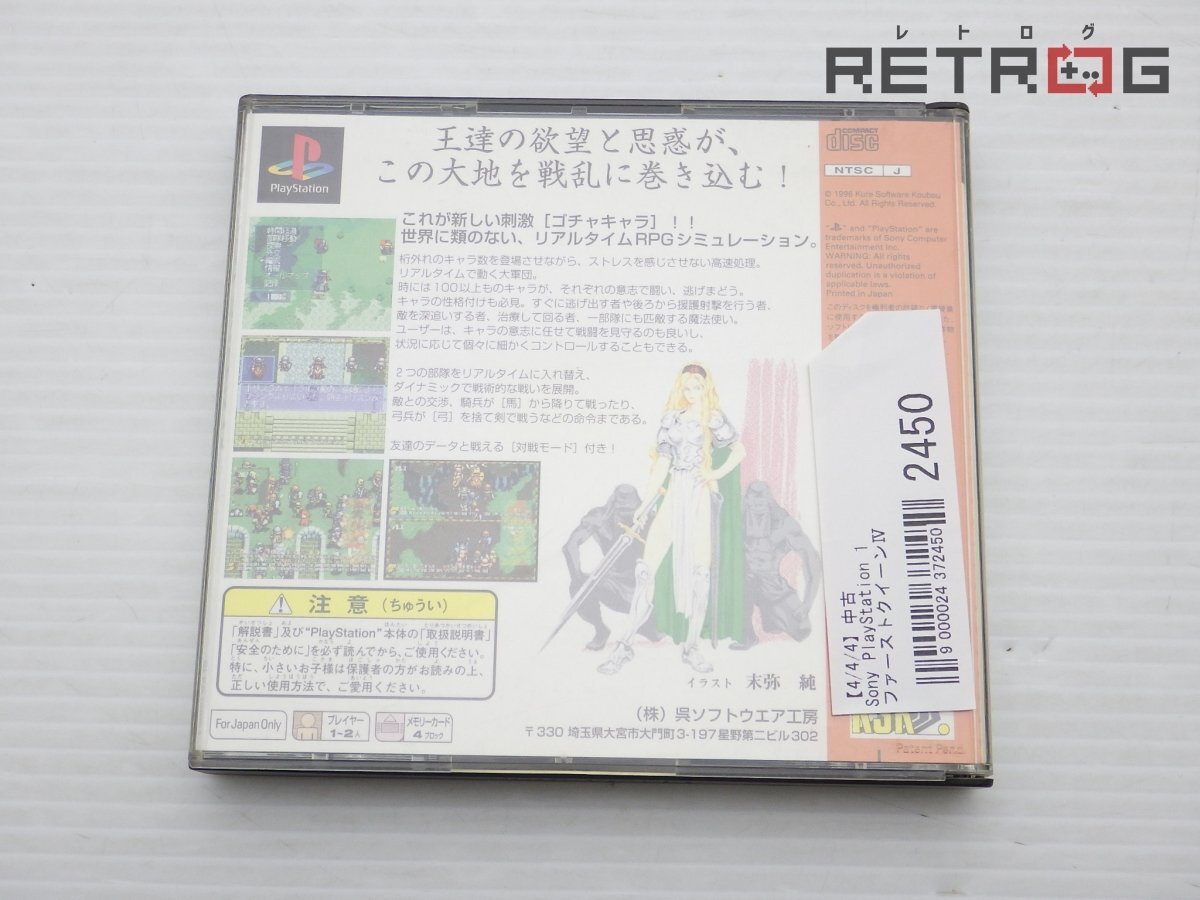 レトログ
RETROG
PlayStation
王達の欲望と思惑が、
この大地を戦乱に巻き込む!
これが新しい刺激[ゴチャキャラ]!!
世界に類のない、リアルタイムRPGシミュレーション。
桁外れのキャラ数を登場させながら、ストレスを感じさせない高速処理。
リアルタイムで動く大軍団。
時には100以上ものキャラが、それぞれの意志で闘い、逃げまどう。
キャラの性格付けも必見。すぐに逃げ出す者や後ろから援護射撃を行う者、
敵を深追いする者、治療して回る者、一部隊にも匹敵する魔法使い。
ユーザーは、キャラの意志に任せて戦闘を見守るのも良いし、
状況に応じて個々に細かくコントロールすることもできる。
2つの部隊をリアルタイムに入れ替え、
ダイナミックで戦術的な戦いを展開。
敵との交渉、騎兵が[馬]から降りて戦ったり、
弓兵が[弓]を捨て剣で戦うなどの命令まである。
友達のデータと戦える[対戦モード]付き!
イラスト 末弥 純
注意(ちゅうい)
「解説書」及び"PlayStation"本体の「取扱説明書」
「安全のために」を必ず読んでから、ご使用ください。
特に、小さいお子様は保護者の方がお読みの上、
正しい使用方法で、ご愛用ください。
For Japan Only
プレイヤー
1~2人
メモリーカード
4ブロック
(株)呉ソフトウエア工房
〒330 埼玉県大宮市大門町3-197星野第二ビル302
COMPACT
disc
NTSC J
© 1996 Kure Software Koubou
Co., Ltd. All Rights Reserved.
"PS" and "PlayStation" are
trademarks of Sony Computer
Entertainment Inc.
WARNING: All rights
reserved. Unauthorized
duplication is a violation of
applicable laws.
Printed in Japan
【4/4/4】中古
Sony PlayStation 1
ファーストクイーンⅣ
2450
9 000024 372450
Patent Pend.